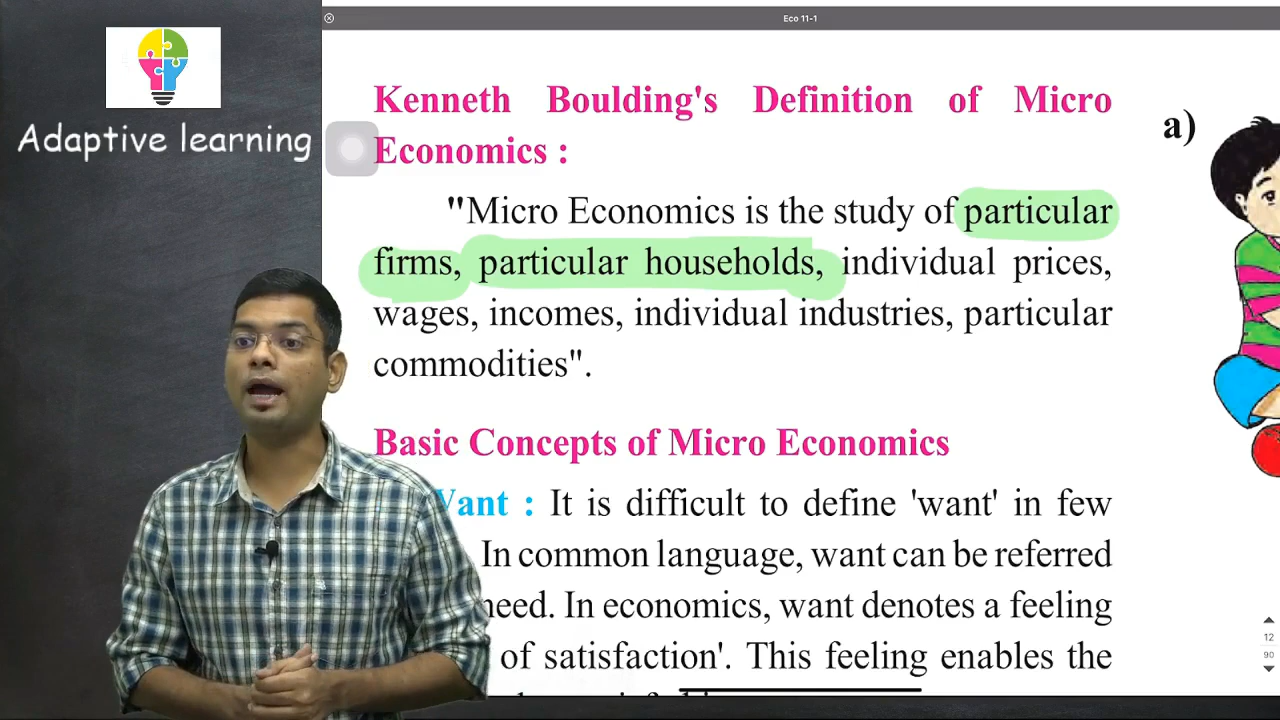 Adaptive learning
Eco 11-1
Kenneth Boulding's Definition of Micro
Economics :
"Micro Economics is the study of particular
firms, particular households, individual prices,
wages, incomes, individual industries, particular
commodities".
a)
Basic Concepts of Micro Economics
: It is difficult to define 'want' in few
In common language, want can be referred
need. In economics, want denotes a feeling
of satisfaction'. This feeling enables the
12
90